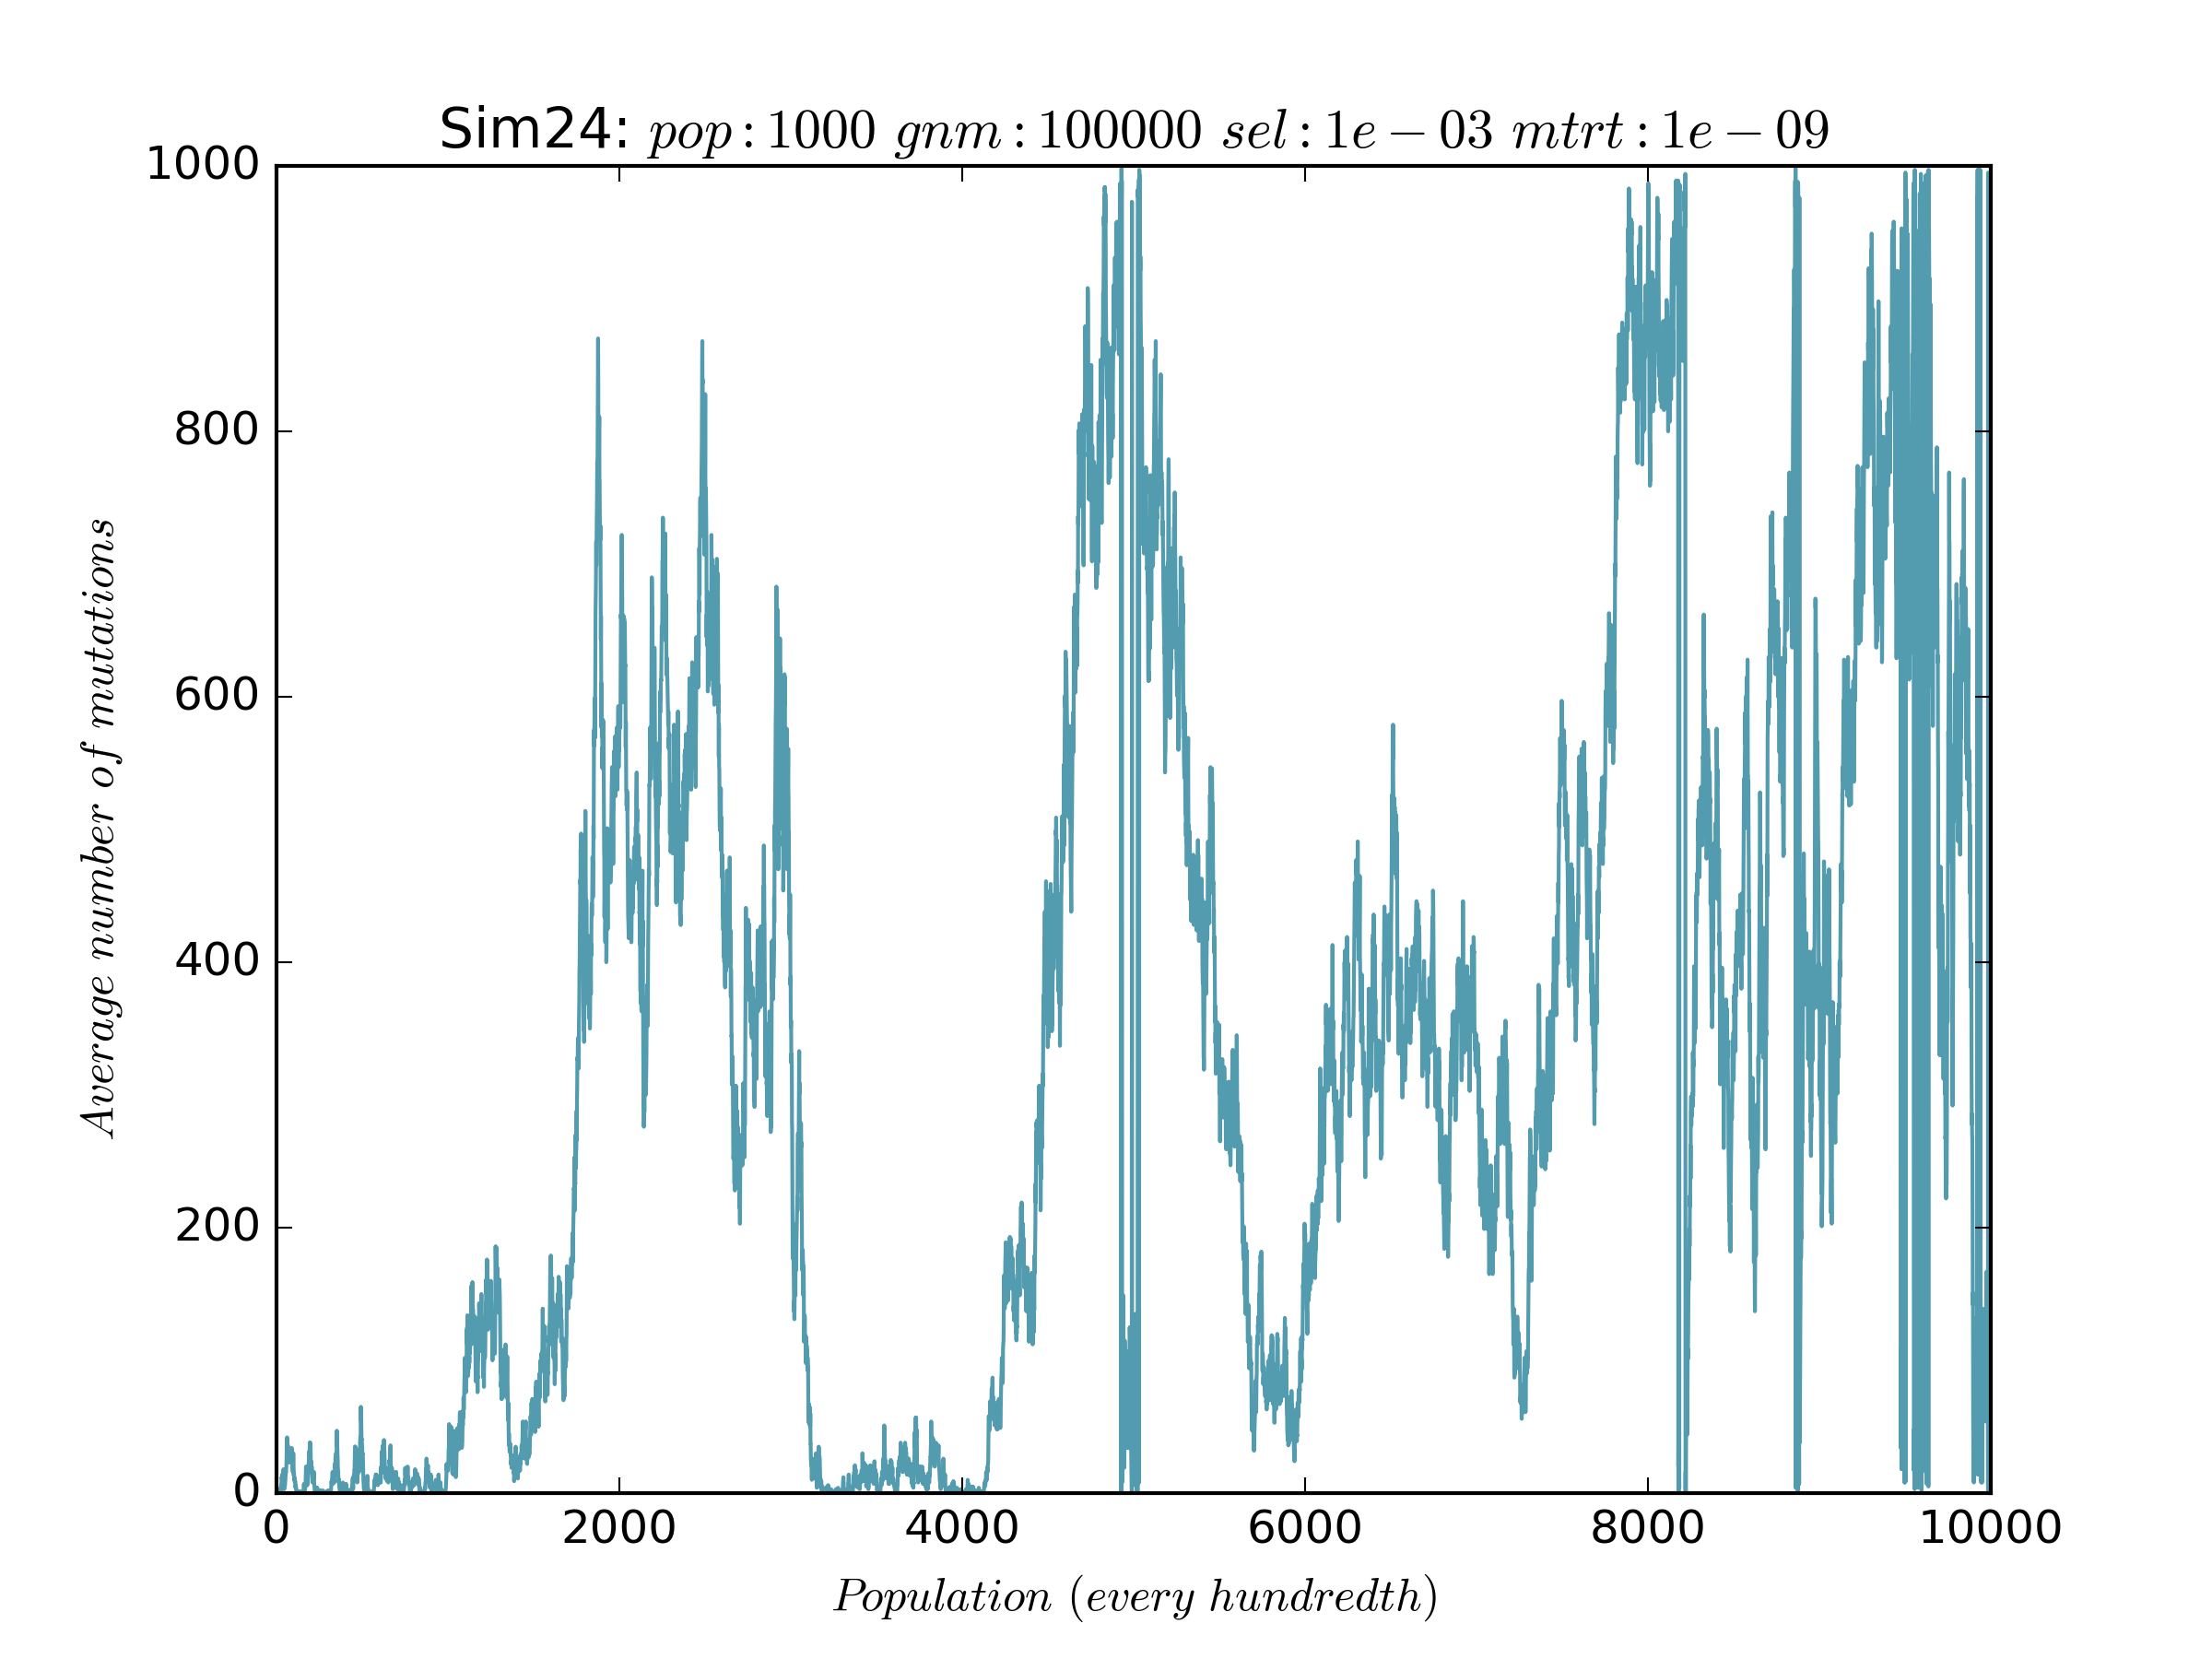 Sim24: pop : 1000 gnm : 100000 sel : 1e − 03 mtrt : 1e − 09
1000
800
600
400
200
0
Average number of mutations
0 2000 4000 6000 8000 10000
Population (every hundredth)